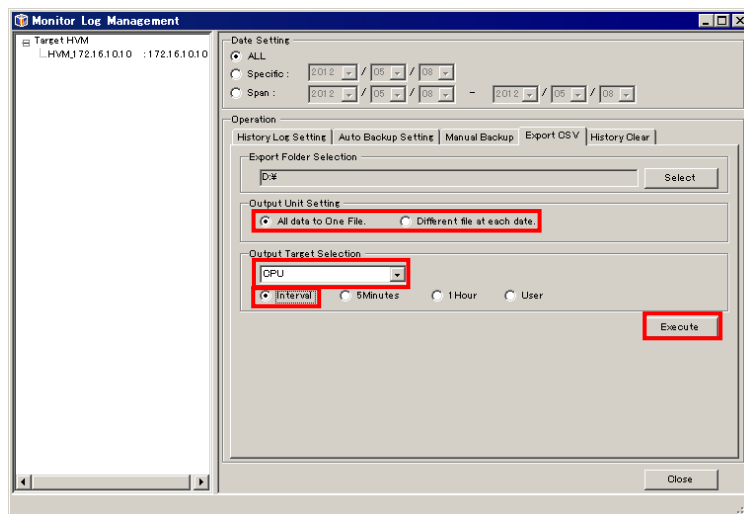 Monitor Log Management
Target HVM
HVM_172.16.10.10 :172.16.10.10
Date Setting
ALL
Specific : 2012 / 05 / 08
Span : 2012 / 05 / 08 - 2012 / 05 / 08
Operation
History Log Setting Auto Backup Setting Manual Backup Export CSV History Clear
Export Folder Selection
D:¥ Select
Output Unit Setting
All data to One File. Different file at each date.
Output Target Selection
CPU
Interval 5Minutes 1Hour User
Execute
Close